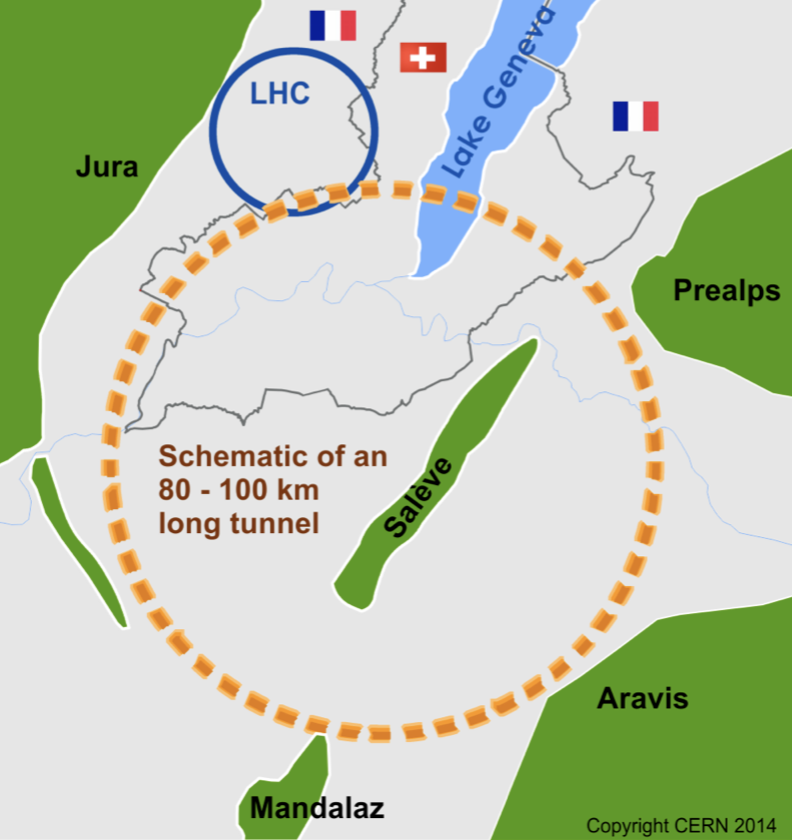 LHC
Lake Geneva
Jura
Prealps
Schematic of an
80 - 100 km
long tunnel
Salève
Aravis
Mandalaz
Copyright CERN 2014